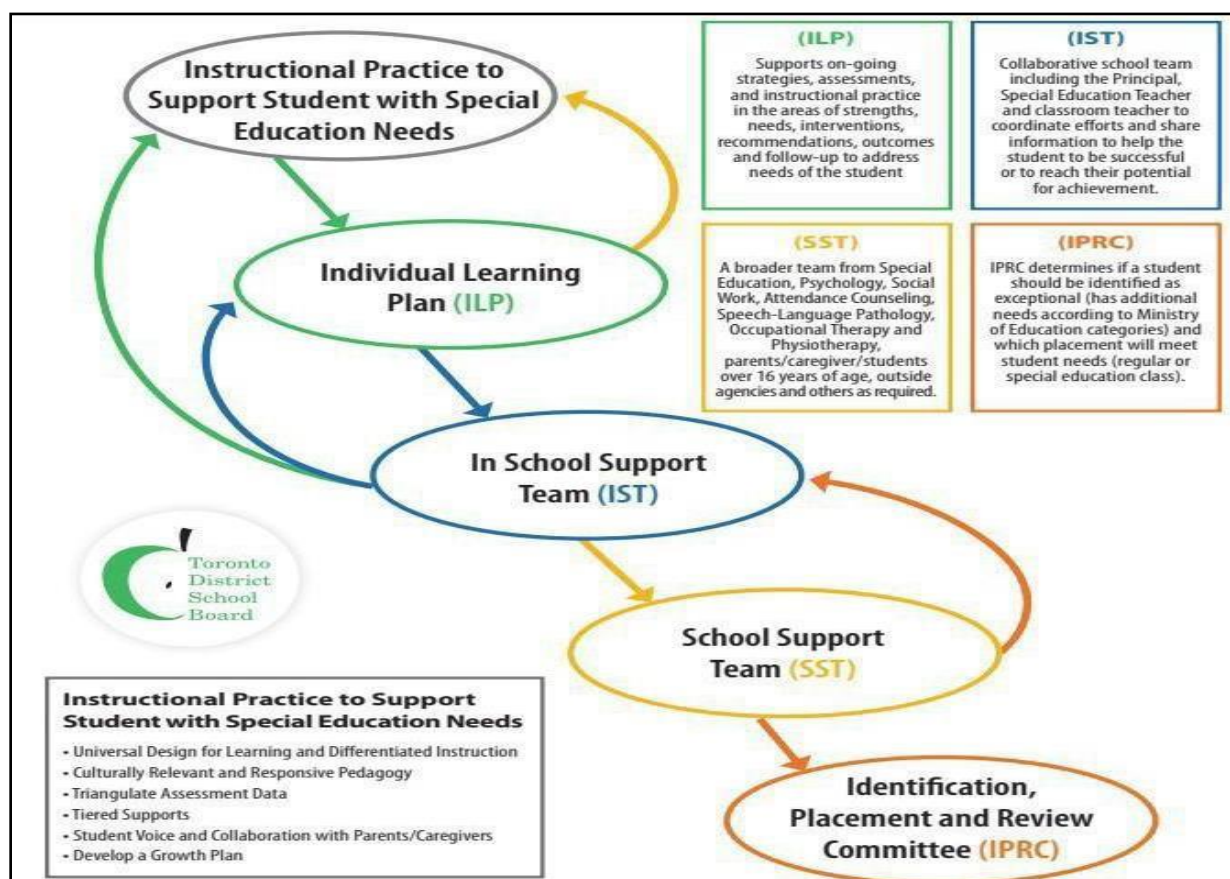 Instructional Practice to
Support Student with Special
Education Needs
Individual Learning
Plan (ILP)
In School Support
Team (IST)
School Support
Team (SST)
Identification,
Placement and Review
Committee (IPRC)
(ILP)
Supports on-going
strategies, assessments,
and instructional practice
in the areas of strengths,
needs, interventions,
recommendations, outcomes
and follow-up to address
needs of the student
(IST)
Collaborative school team
including the Principal,
Special Education Teacher
and classroom teacher to
coordinate efforts and share
information to help the
student to be successful
or to reach their potential
for achievement.
(SST)
A broader team from Special
Education, Psychology, Social
Work, Attendance Counseling,
Speech-Language Pathology,
Occupational Therapy and
Physiotherapy,
parents/caregiver/students
over 16 years of age, outside
agencies and others as required.
(IPRC)
IPRC determines if a student
should be identified as
exceptional (has additional
needs according to Ministry
of Education categories) and
which placement will meet
student needs (regular or
special education class).
Toronto
District
School
Board
Instructional Practice to Support
Student with Special Education Needs
• Universal Design for Learning and Differentiated Instruction
• Culturally Relevant and Responsive Pedagogy
• Triangulate Assessment Data
• Tiered Supports
• Student Voice and Collaboration with Parents/Caregivers
• Develop a Growth Plan